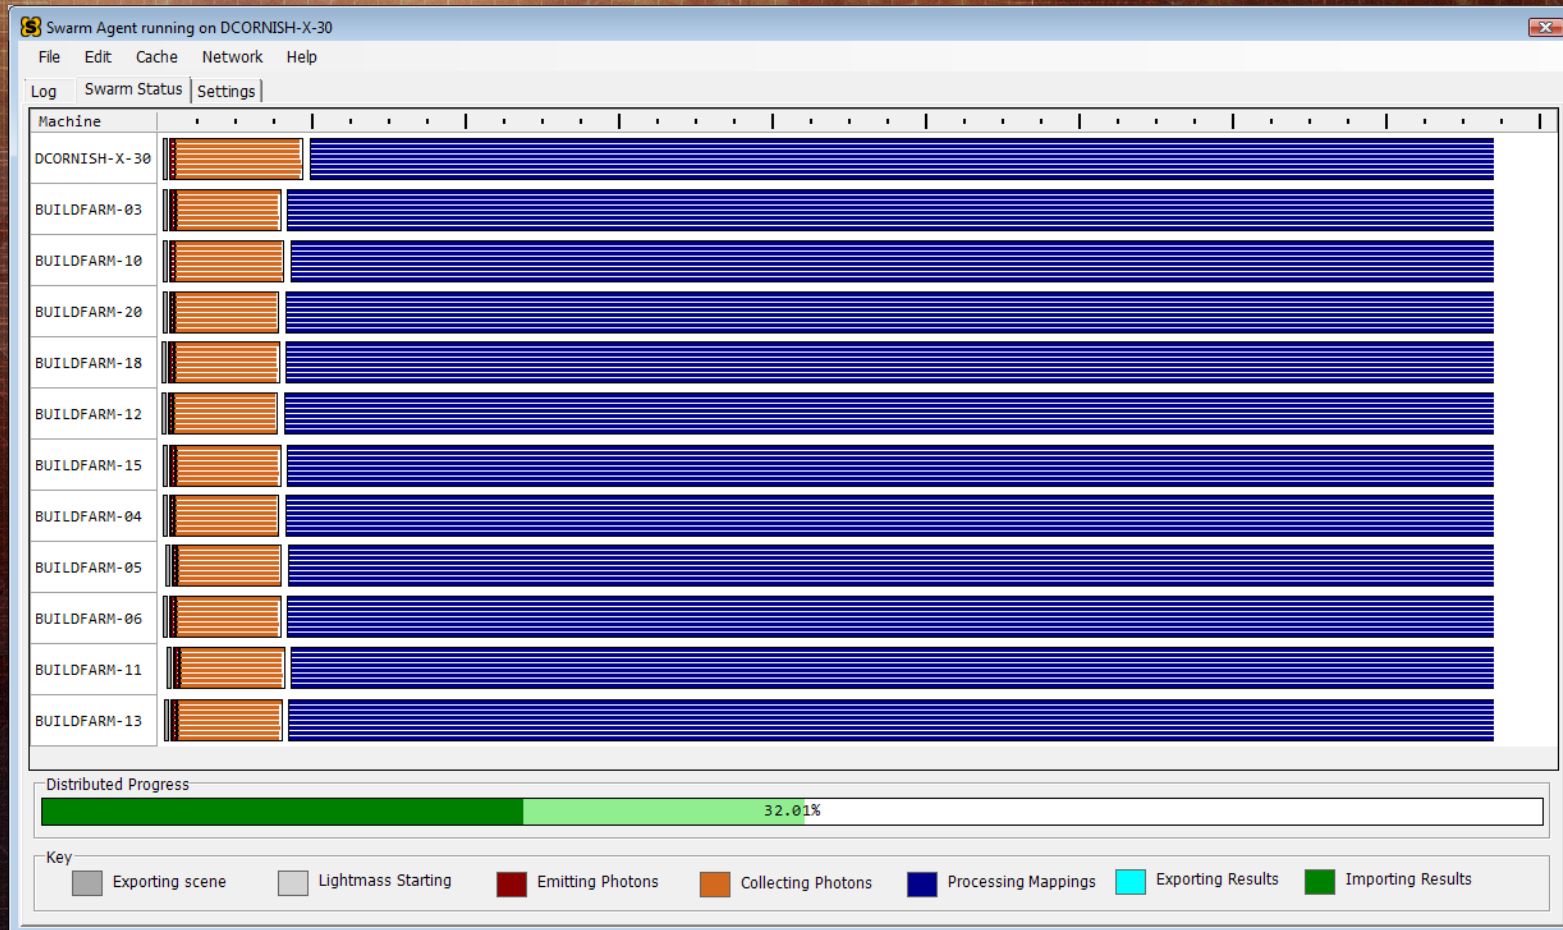 Swarm Agent running on DCORNISH-X-30
File Edit Cache Network Help
Log Swarm Status Settings
Machine
DCORNISH-X-30
BUILDFARM-03
BUILDFARM-10
BUILDFARM-20
BUILDFARM-18
BUILDFARM-12
BUILDFARM-15
BUILDFARM-04
BUILDFARM-05
BUILDFARM-06
BUILDFARM-11
BUILDFARM-13
Distributed Progress
32.01%
Key
Exporting scene Lightmass Starting Emitting Photons Collecting Photons Processing Mappings Exporting Results Importing Results